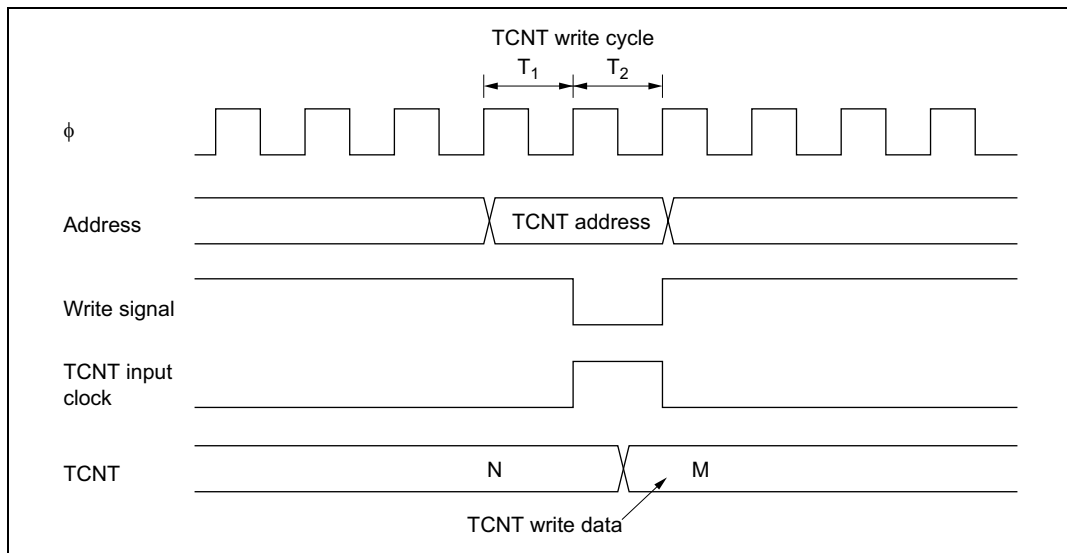 TCNT write cycle
T1 T2
ϕ
Address
TCNT address
Write signal
TCNT input
clock
TCNT
N M
TCNT write data